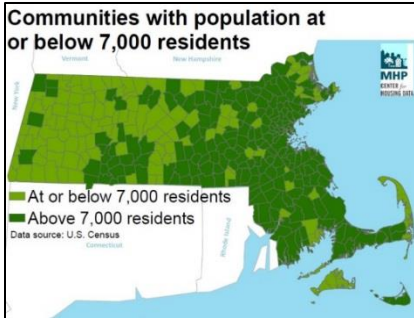 Communities with population at
or below 7,000 residents
Vermont
New Hampshire
New York
MHP
CENTER for
HOUSING DATA
At or below 7,000 residents
Above 7,000 residents
Data source: U.S. Census
Connecticut
Rhode Island